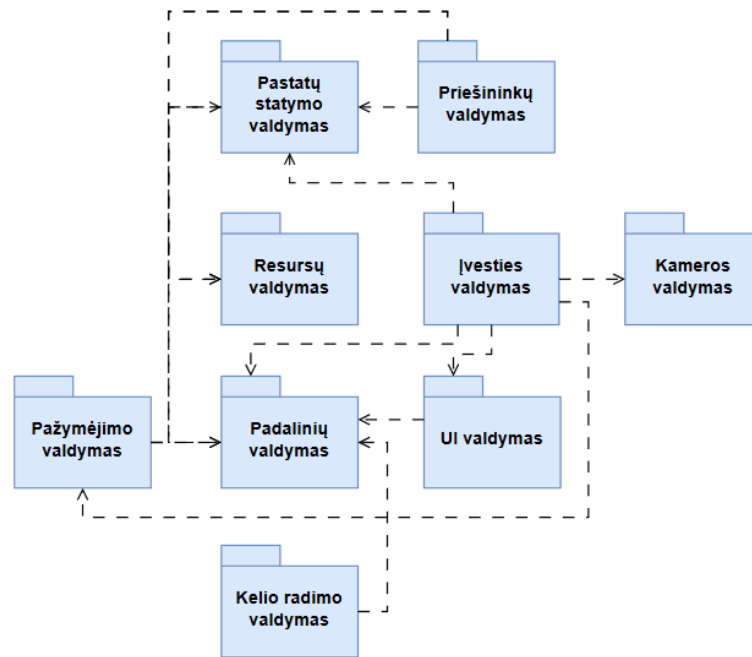 Pastatų
statymo
valdymas
Priešininkų
valdymas
Resursų
valdymas
Įvesties
valdymas
Kameros
valdymas
Pažymėjimo
valdymas
Padalinių
valdymas
UI valdymas
Kelio radimo
valdymas